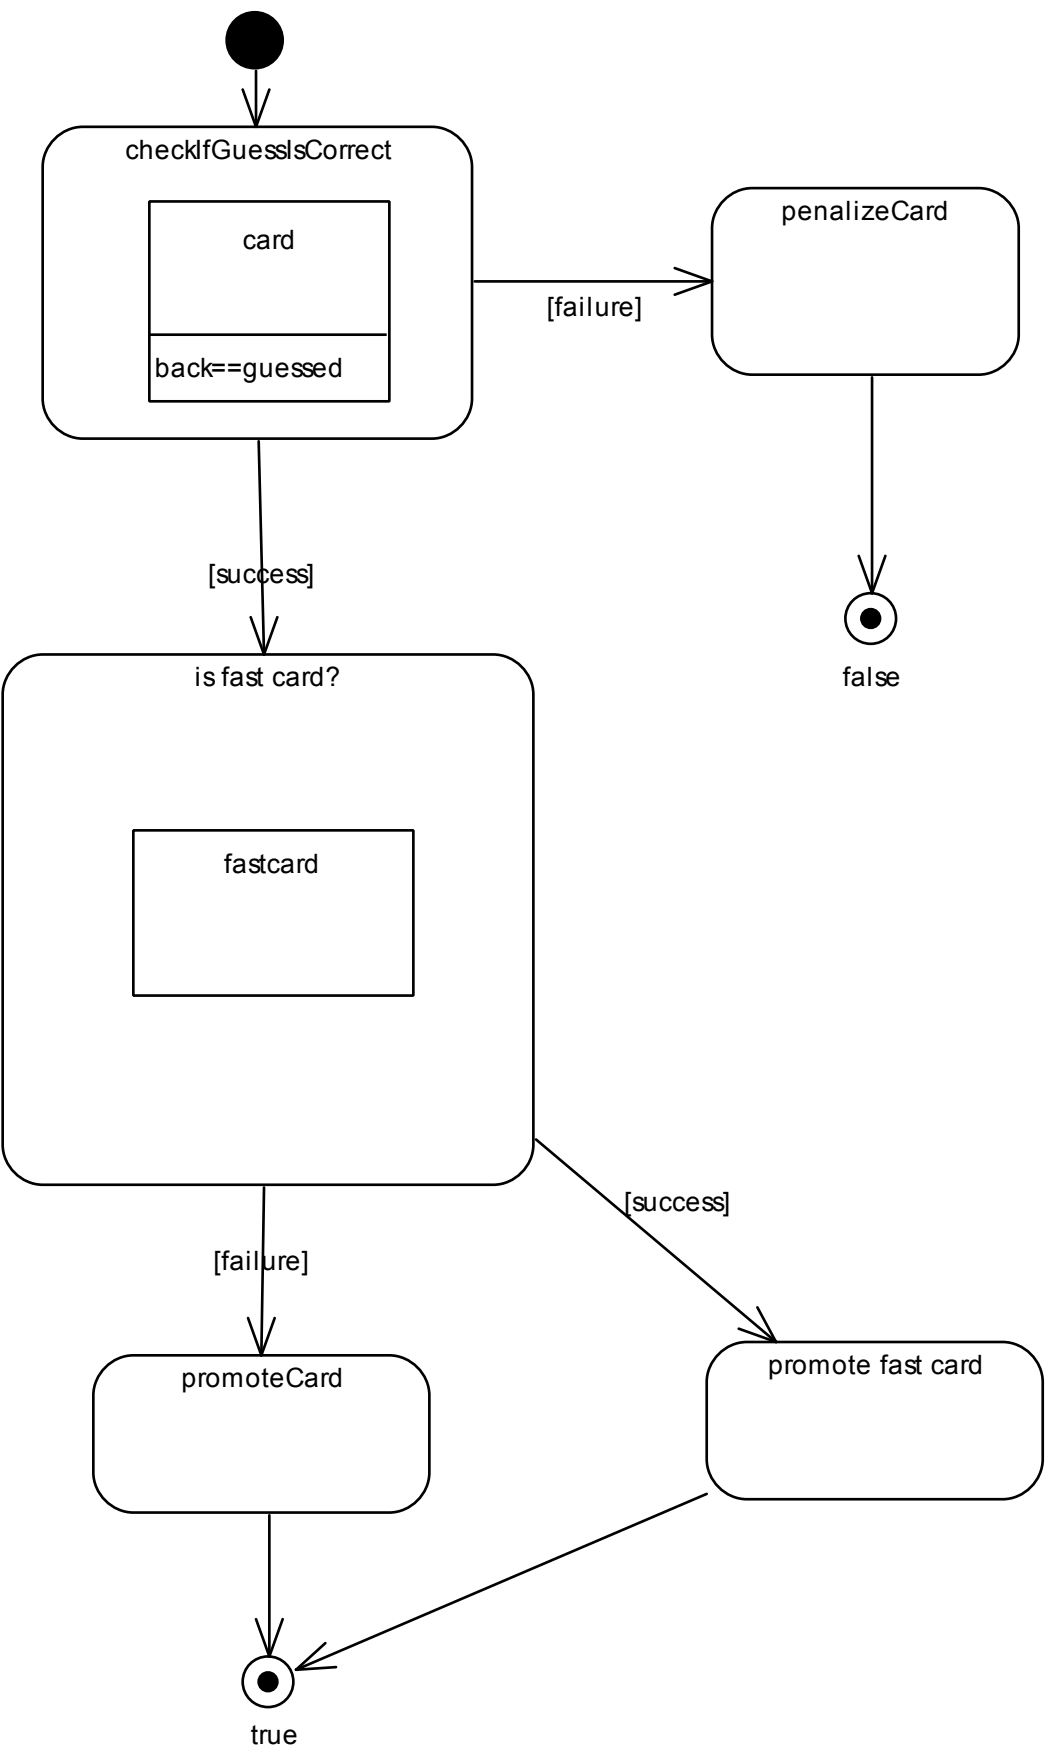 checkIfGuessIsCorrect
card
back==guessed
penalizeCard
[failure]
[success]
false
is fast card?
fastcard
[success]
[failure]
promote fast card
promoteCard
true